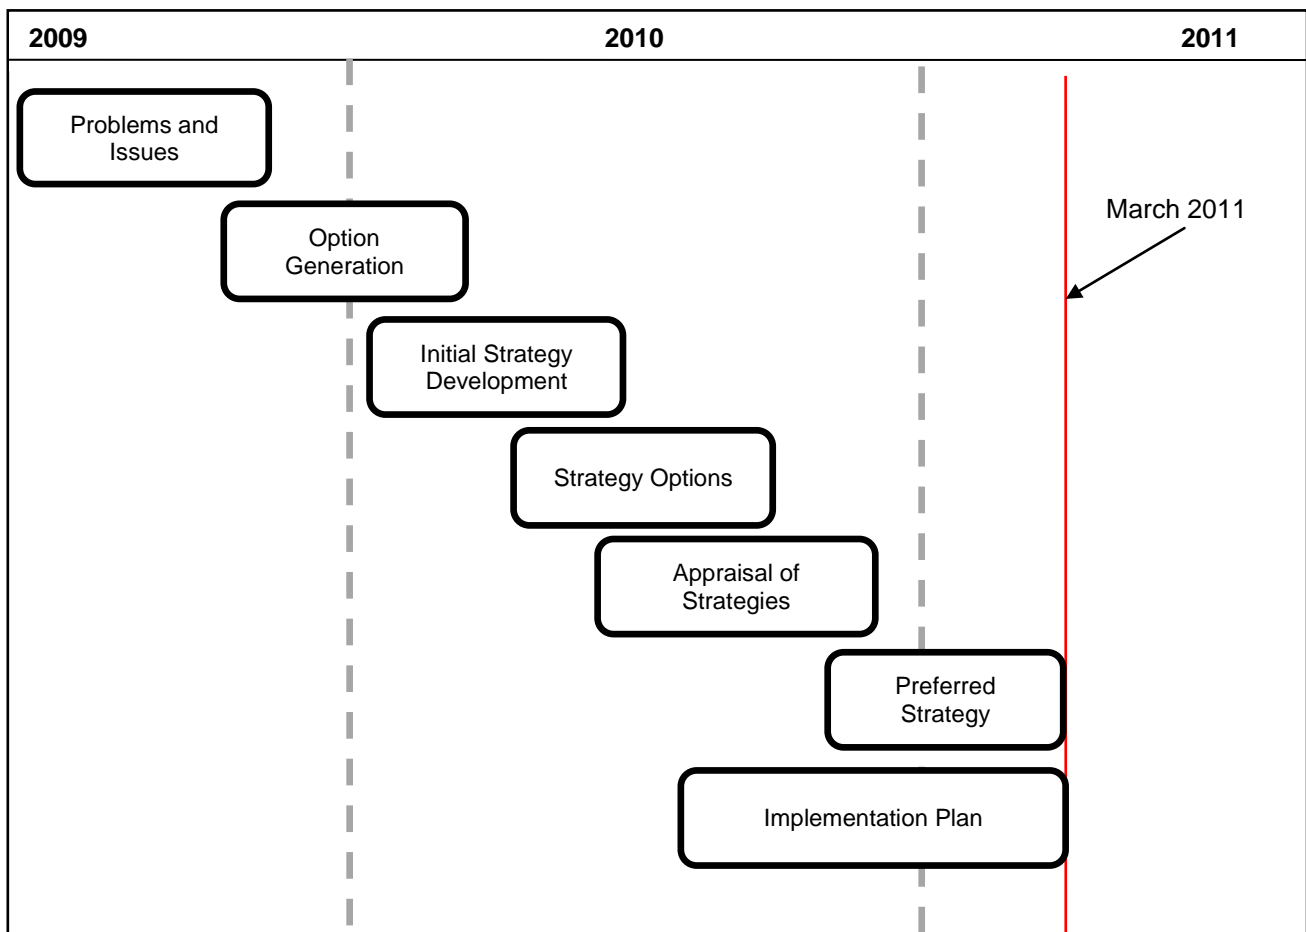 2009 2010 2011
Problems and
Issues
March 2011
Option
Generation
Initial Strategy
Development
Strategy Options
Appraisal of
Strategies
Preferred
Strategy
Implementation Plan